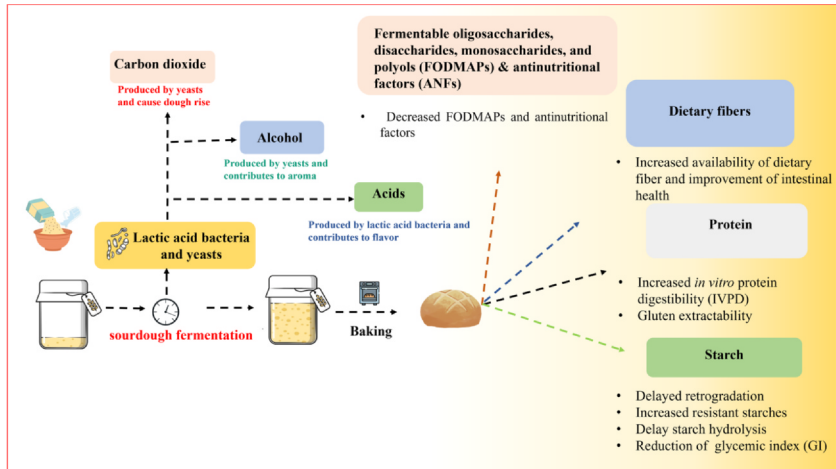 Carbon dioxide
Produced by yeasts
and cause dough rise
Alcohol
Produced by yeasts and
contributes to aroma
Acids
Produced by lactic acid bacteria and
contributes to flavor
Lactic acid bacteria
and yeasts
sourdough fermentation
Baking
Fermentable oligosaccharides,
disaccharides, monosaccharides, and
polyols (FODMAPs) & antinutritional
factors (ANFs)
• Decreased FODMAPs and antinutritional
factors
Dietary fibers
• Increased availability of dietary
fiber and improvement of intestinal
health
Protein
• Increased in vitro protein
digestibility (IVPD)
• Gluten extractability
Starch
• Delayed retrogradation
• Increased resistant starches
• Delay starch hydrolysis
• Reduction of glycemic index (GI)